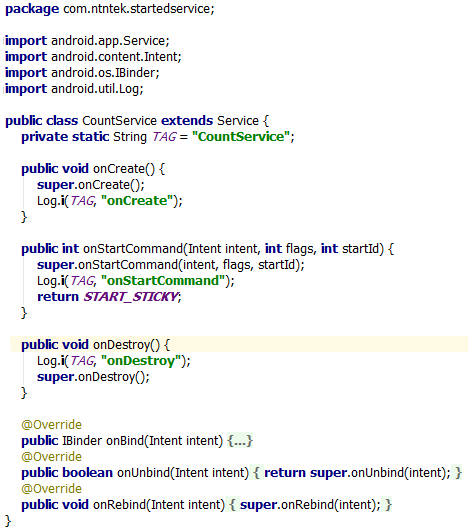 package com.ntntek.startedservice;
import android.app.Service;
import android.content.Intent;
import android.os.IBinder;
import android.util.Log;
public class CountService extends Service {
private static String TAG = "CountService";
public void onCreate() {
super.onCreate();
Log.i(TAG, "onCreate");
}
public int onStartCommand(Intent intent, int flags, int startId) {
super.onStartCommand(intent, flags, startId);
Log.i(TAG, "onStartCommand");
return START_STICKY;
}
public void onDestroy() {
Log.i(TAG, "onDestroy");
super.onDestroy();
}
@Override
public IBinder onBind(Intent intent) {...}
@Override
public boolean onUnbind(Intent intent) { return super.onUnbind(intent); }
@Override
public void onRebind(Intent intent) { super.onRebind(intent); }
}